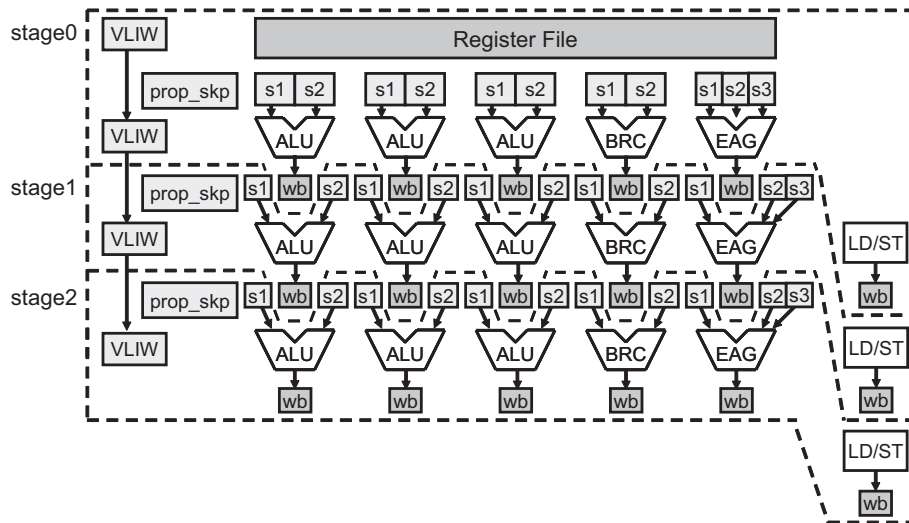 stage0 VLIW Register File
prop_skp s1 s2 s1 s2 s1 s2 s1 s2 s1 s2 s3
VLIW ALU ALU ALU BRC EAG
stage1 prop_skp s1 wb s2 s1 wb s2 s1 wb s2 s1 wb s2 s1 wb s2 s3
VLIW ALU ALU ALU BRC EAG LD/ST
stage2 prop_skp s1 wb s2 s1 wb s2 s1 wb s2 s1 wb s2 s1 wb s2 s3 wb
VLIW ALU ALU ALU BRC EAG LD/ST
wb wb wb wb wb wb
LD/ST
wb